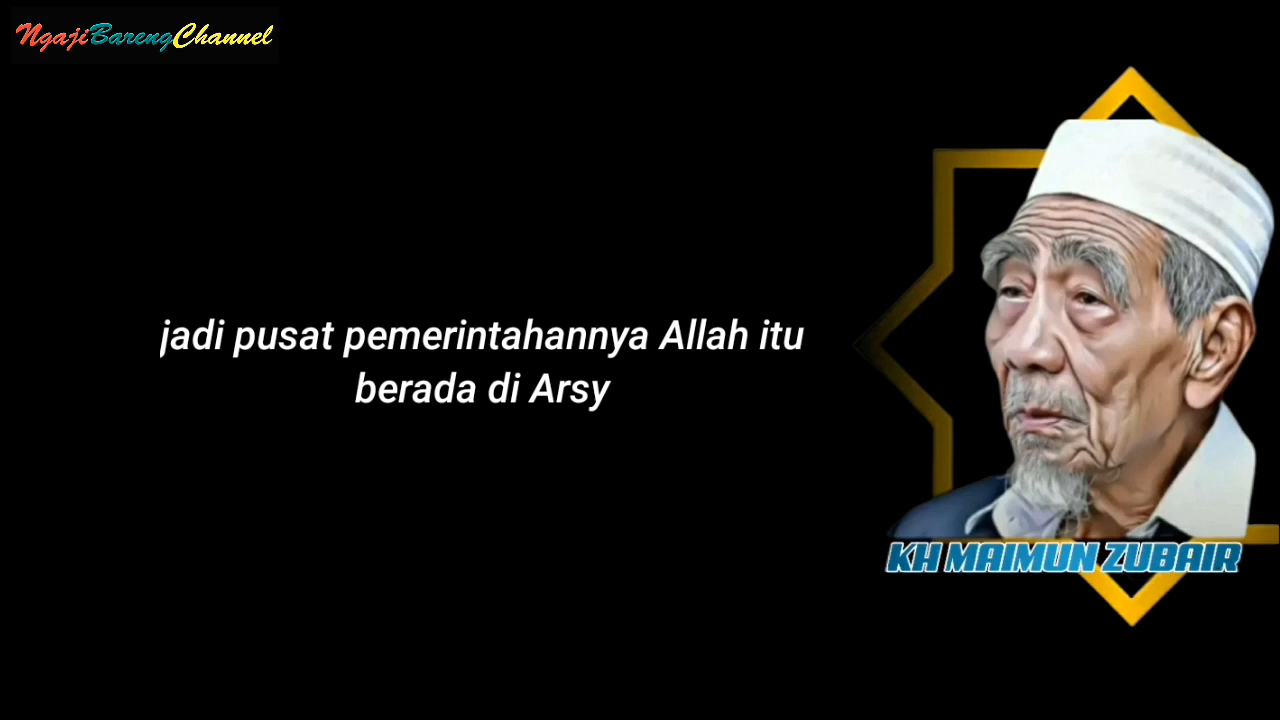 NgajiBarengChannel
jadi pusat pemerintahannya Allah itu
berada di Arsy
KH MAIMUN ZUBAIR